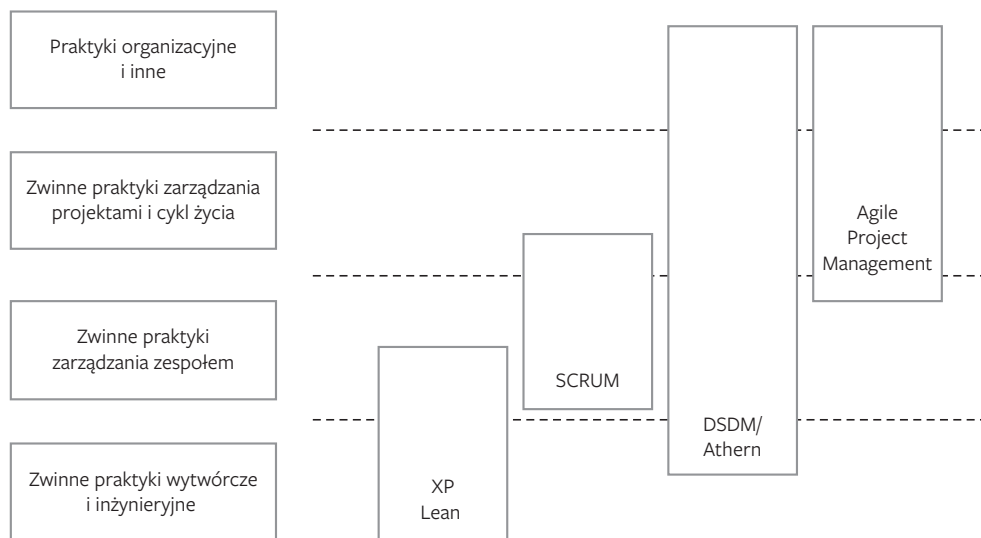 Praktyki organizacyjne
i inne
Zwinne praktyki zarządzania
projektami i cykl życia
Agile
Project
Management
Zwinne praktyki
zarządzania zespołem
SCRUM
DSDM/
Athern
Zwinne praktyki wytwórcze
i inżynieryjne
XP
Lean